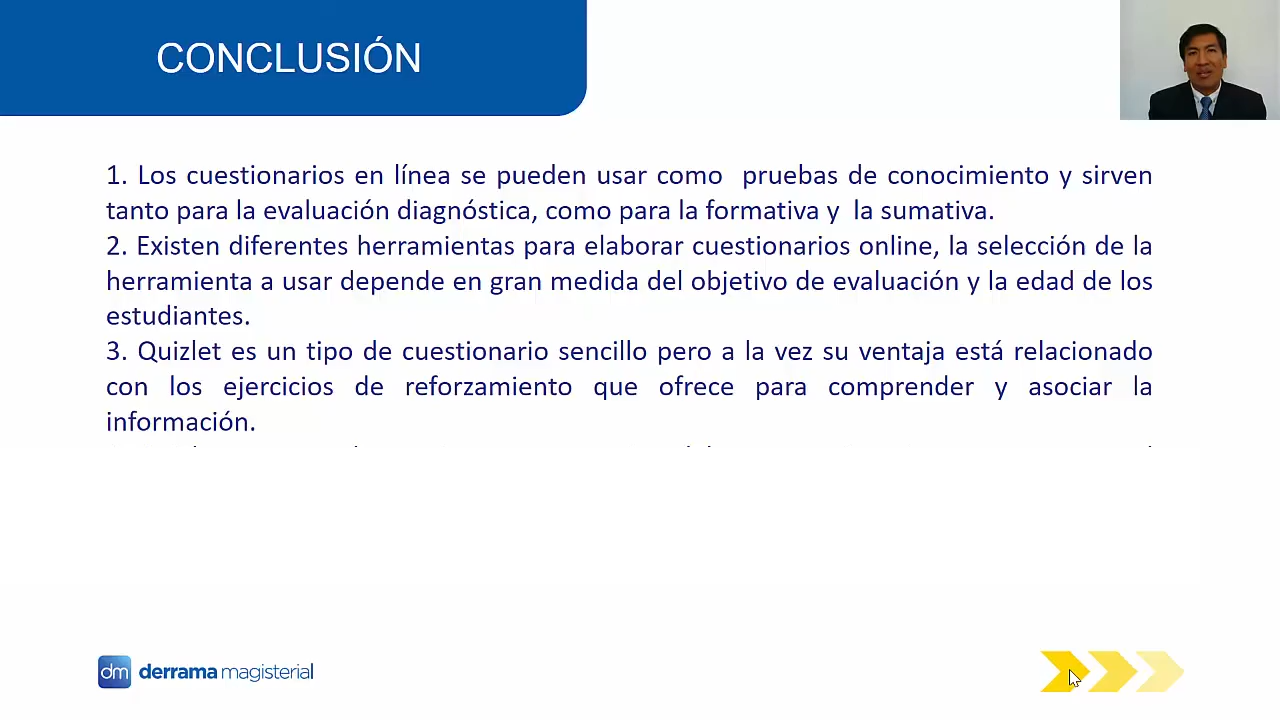 CONCLUSIÓN
1. Los cuestionarios en línea se pueden usar como pruebas de conocimiento y sirven
tanto para la evaluación diagnóstica, como para la formativa y la sumativa.
2. Existen diferentes herramientas para elaborar cuestionarios online, la selección de la
herramienta a usar depende en gran medida del objetivo de evaluación y la edad de los
estudiantes.
3. Quizlet es un tipo de cuestionario sencillo pero a la vez su ventaja está relacionado
con los ejercicios de reforzamiento que ofrece para comprender y asociar la
información.
dm derrama magisterial